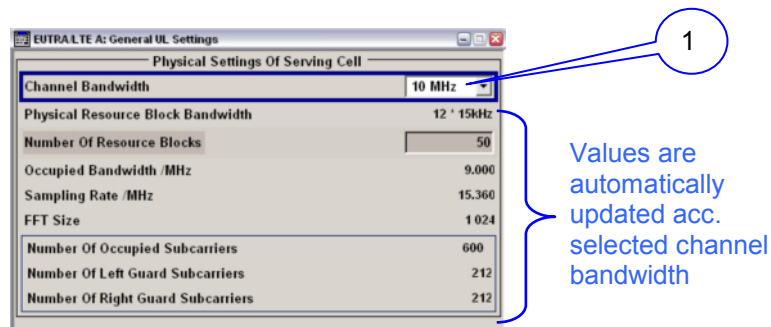 EUTRA/LTE A: General UL Settings
Physical Settings Of Serving Cell
Channel Bandwidth 10 MHz
Physical Resource Block Bandwidth 12 * 15kHz
Number Of Resource Blocks 50
Occupied Bandwidth /MHz 9.000
Sampling Rate /MHz 15.360
FFT Size 1 024
Number Of Occupied Subcarriers 600
Number Of Left Guard Subcarriers 212
Number Of Right Guard Subcarriers 212
1
Values are
automatically
updated acc.
selected channel
bandwidth